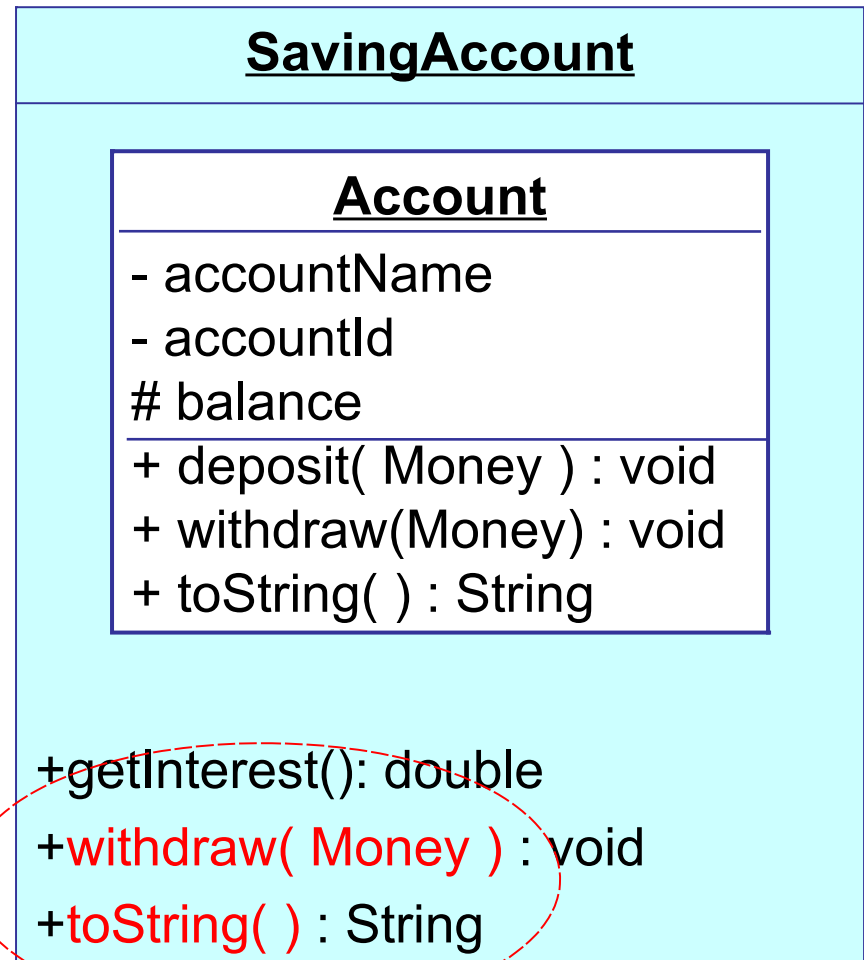 SavingAccount
Account
- accountName
- accountId
# balance
+ deposit( Money ) : void
+ withdraw(Money) : void
+ toString( ) : String
+getInterest(): double
+withdraw( Money ) : void
+toString( ) : String